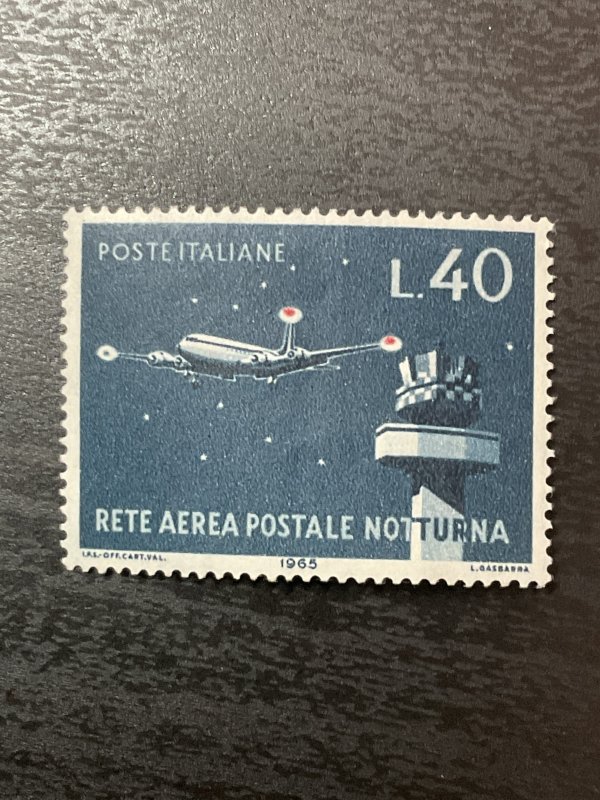 POSTE ITALIANE
L.40
RETE AEREA POSTALE NOTTURNA
I.P.S.-OFF.CART.VAL.
1965
L.GASBARRA